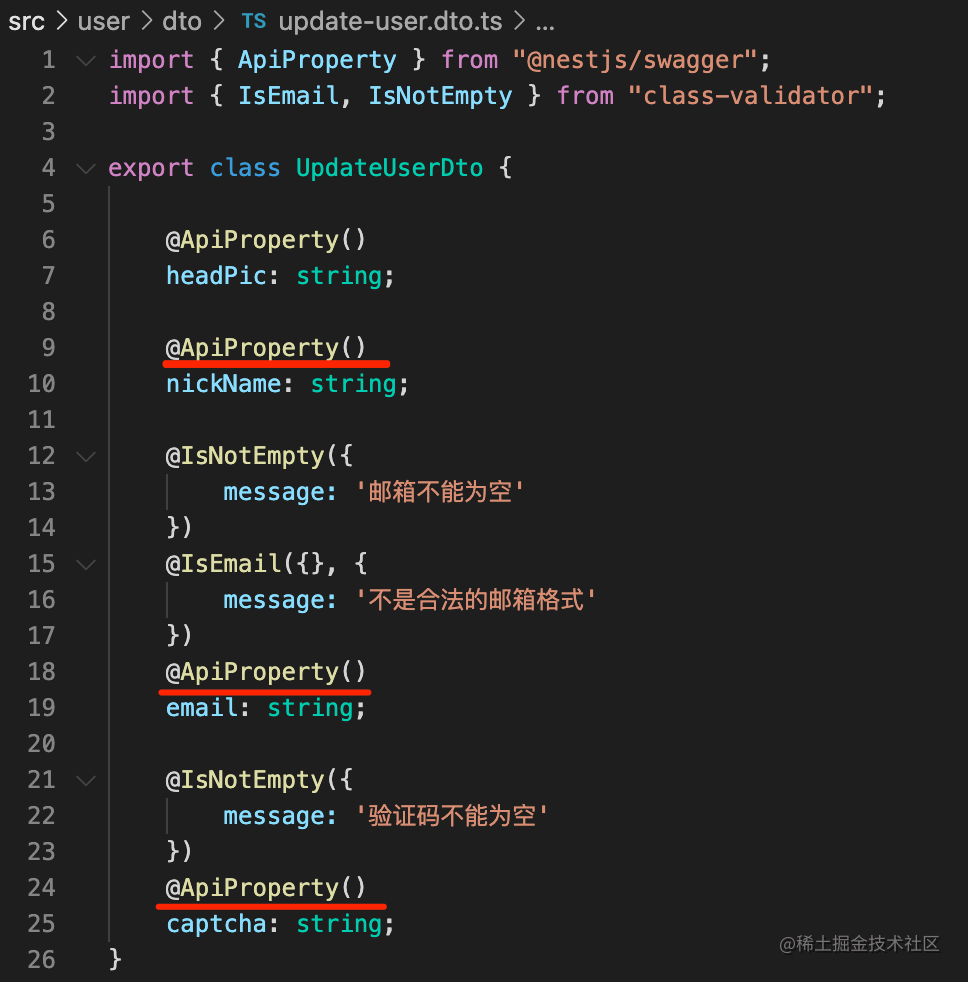 src > user > dto > TS update-user.dto.ts > ...
1 import { ApiProperty } from "@nestjs/swagger";
2 import { IsEmail, IsNotEmpty } from "class-validator";
3
4 export class UpdateUserDto {
5
6 @ApiProperty()
7 headPic: string;
8
9 @ApiProperty()
10 nickName: string;
11
12 @IsNotEmpty({
13 message: '邮箱不能为空'
14 })
15 @IsEmail({}, {
16 message: '不是合法的邮箱格式'
17 })
18 @ApiProperty()
19 email: string;
20
21 @IsNotEmpty({
22 message: '验证码不能为空'
23 })
24 @ApiProperty()
25 captcha: string;
26 }
@稀土掘金技术社区